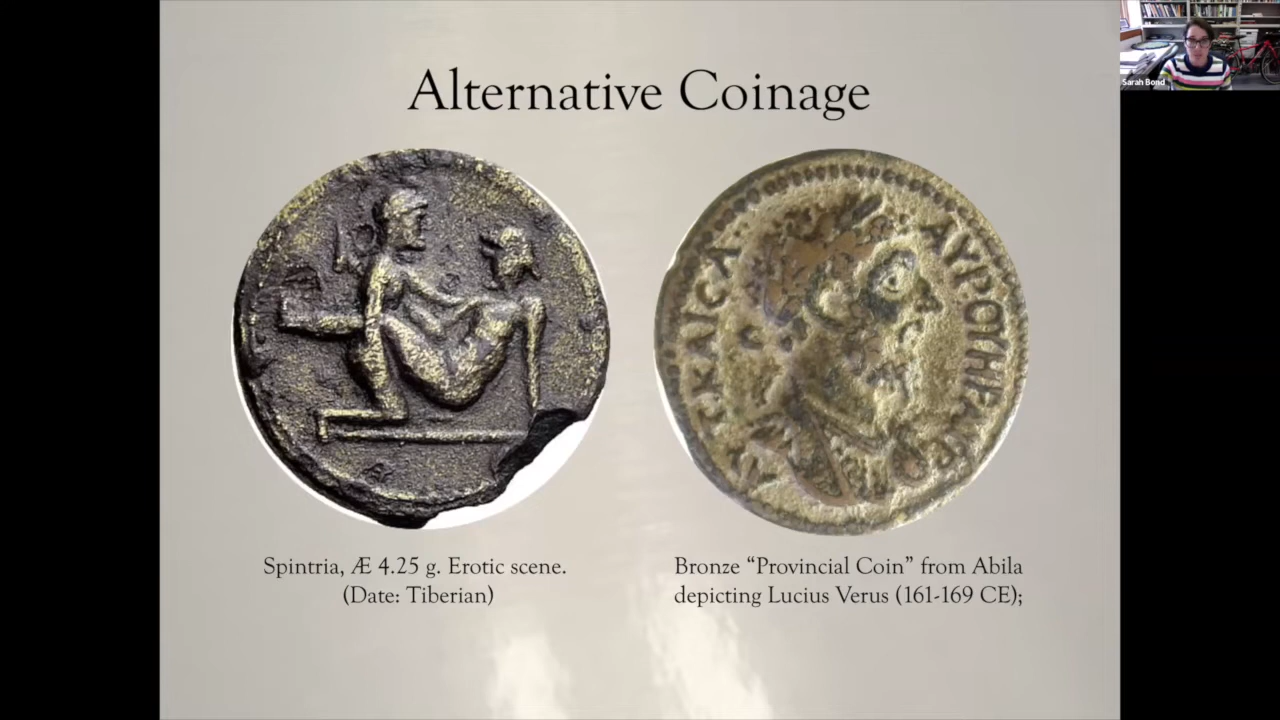 Alternative Coinage
Sarah Bond
Spintria, Æ 4.25 g. Erotic scene.
(Date: Tiberian)
Bronze “Provincial Coin” from Abila
depicting Lucius Verus (161-169 CE);